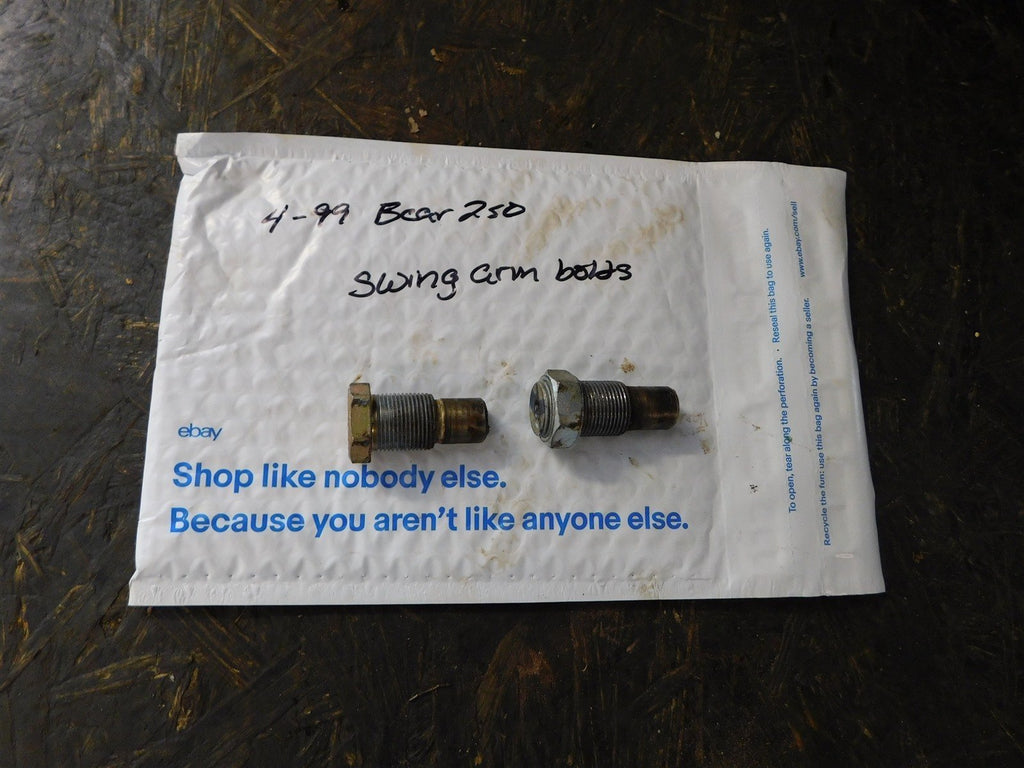 4-99 Bear 250
Swing arm bolts
ebay
Shop like nobody else.
Because you aren't like anyone else.
To open, tear along the perforation. · Reseal this bag to use again.
Recycle the fun: use this bag again by becoming a seller. www.ebay.com/sell